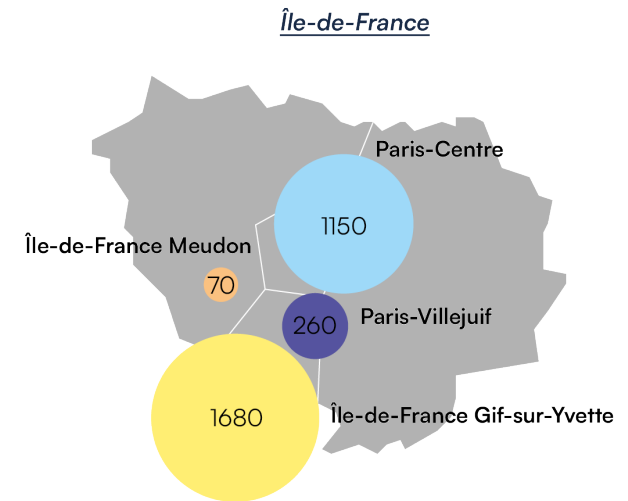 Île-de-France
Paris-Centre
1150
Île-de-France Meudon
70
260
Paris-Villejuif
1680
Île-de-France Gif-sur-Yvette